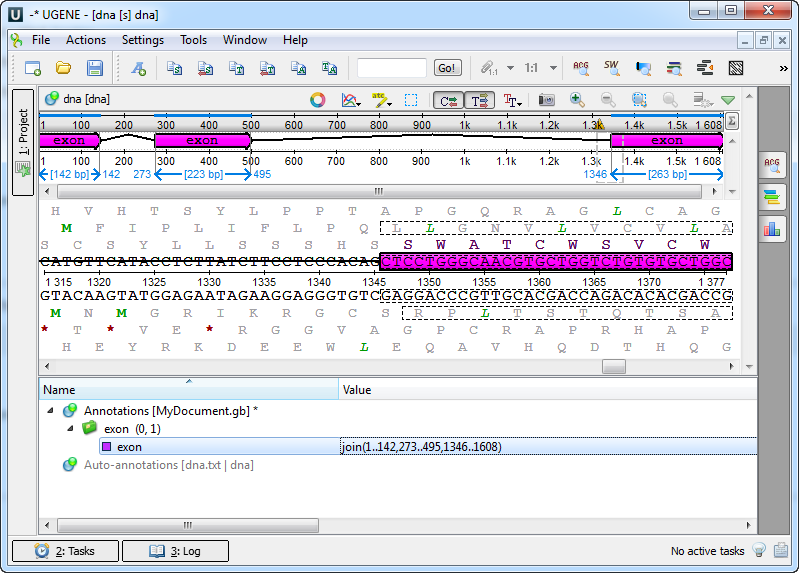 -* UGENE - [dna [s] dna]
File Actions Settings Tools Window Help
Go! 1:1 ACG SW »
1: Project
dna [dna]
1 100 200 300 400 500 600 700 800 900 1k 1.1k 1.2k 1.3k 1.4k 1.5k 1 608
exon exon exon
1 100 200 300 400 500 600 700 800 900 1k 1.1k 1.2k 1.3k 1.4k 1.5k 1 608
[142 bp] 142 273 [223 bp] 495 1346 [263 bp]
H V H T S Y L P P T A P G Q R A G L C A G
M F I P L I F L P Q L L G N V L V C V L A
S C S Y L L S S S H S S W A T C W S V C W
CATGTTCATACCTCTTATCTTCCTCCCACAGCTCCTGGGCAACGTGCTGGTCTGTGTGCTGGC
1 315 1320 1325 1330 1335 1340 1345 1350 1355 1360 1365 1370 1 377
GTACAAGTATGGAGAATAGAAGGAGGGTGTCGAGGACCCGTTGCACGACCAGACACACGACCG
M N M G R I K R G C S R P L T S T Q T S A
* T * V E * R G G V A G P C R A P R H A P
H E Y R K D E E W L E Q A V H Q D T H Q G
Name Value
Annotations [MyDocument.gb] *
exon (0, 1)
exon join(1..142,273..495,1346..1608)
Auto-annotations [dna.txt | dna]
2: Tasks 3: Log No active tasks